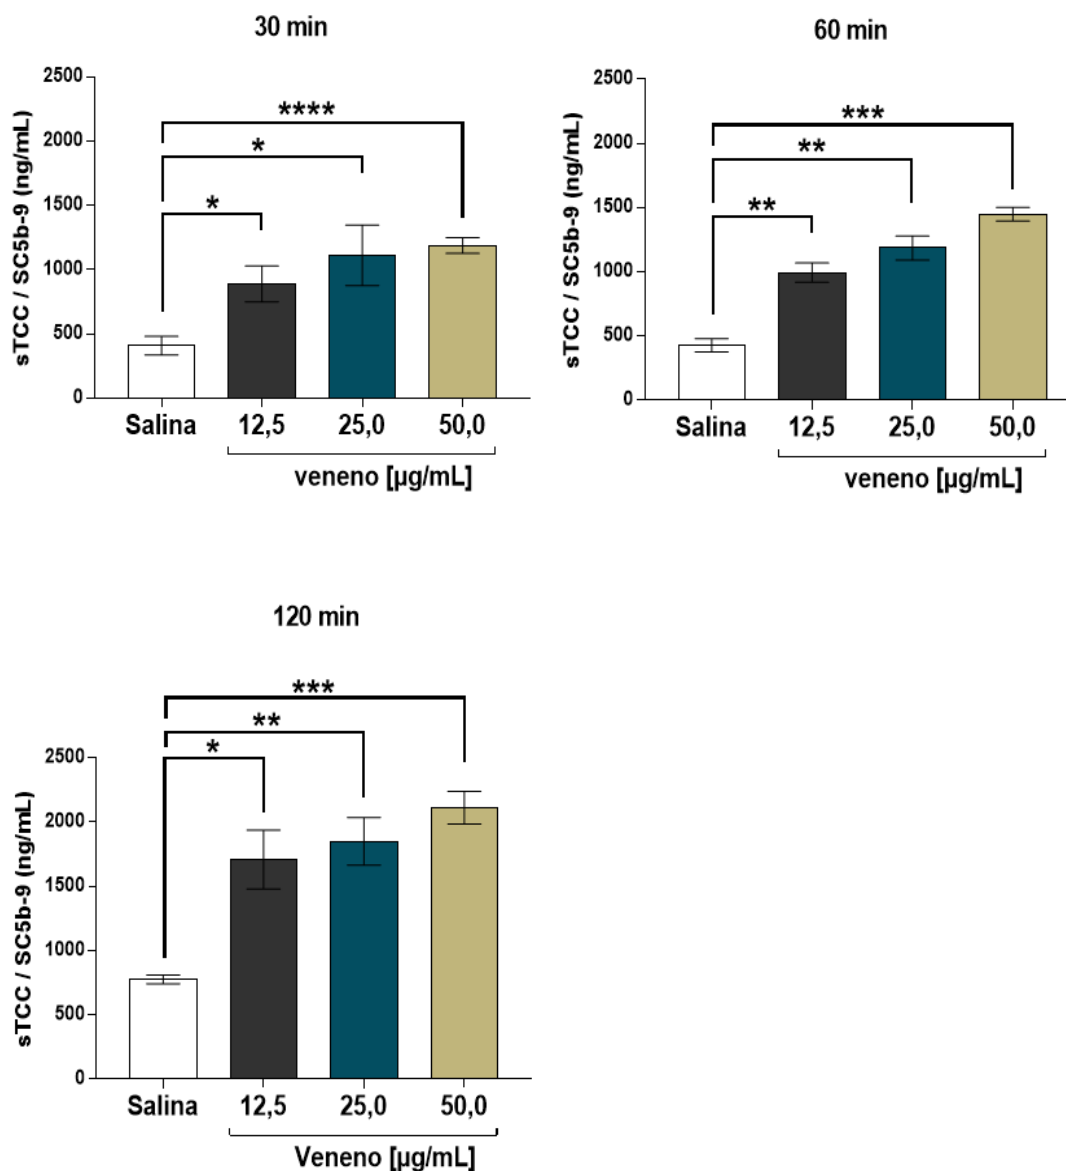 30 min
sTCC / SC5b-9 (ng/mL)
2500
2000
1500
1000
500
0
****
*
*
Salina 12,5 25,0 50,0
veneno [µg/mL]
60 min
sTCC / SC5b-9 (ng/mL)
2500
2000
1500
1000
500
0
***
**
**
Salina 12,5 25,0 50,0
veneno [µg/mL]
120 min
sTCC / SC5b-9 (ng/mL)
2500
2000
1500
1000
500
0
***
**
*
Salina 12,5 25,0 50,0
Veneno [µg/mL]